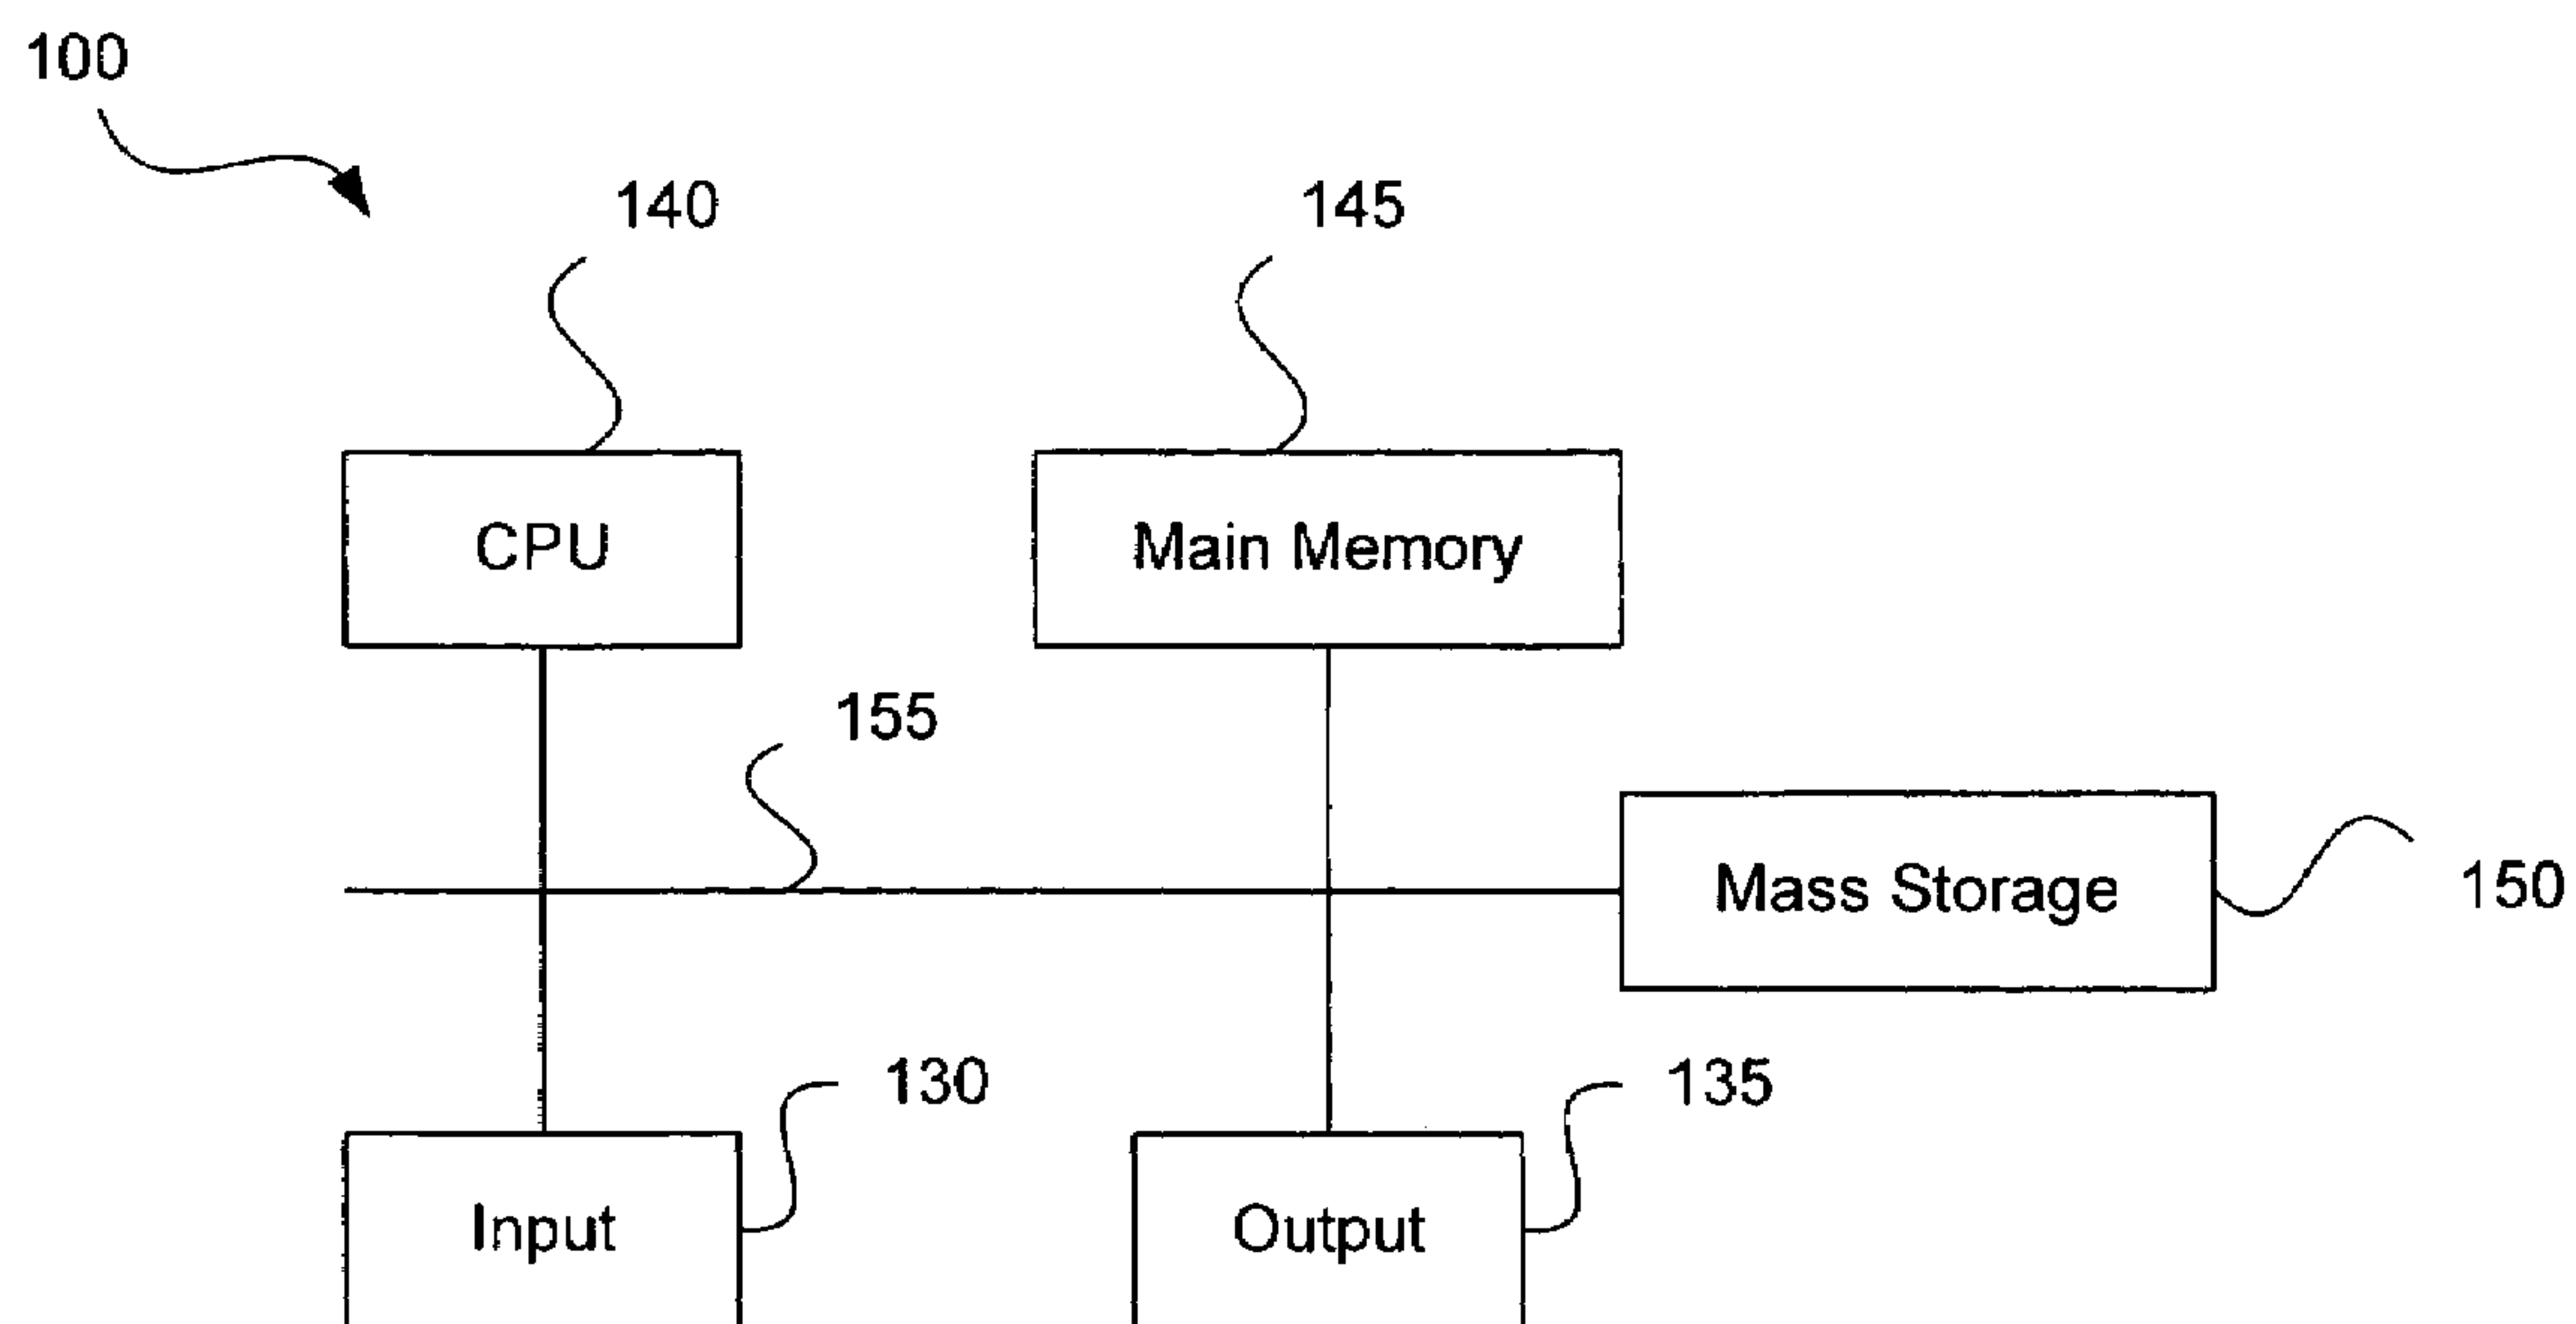 100
140
145
CPU
Main Memory
155
Mass Storage
150
130
135
Input
Output